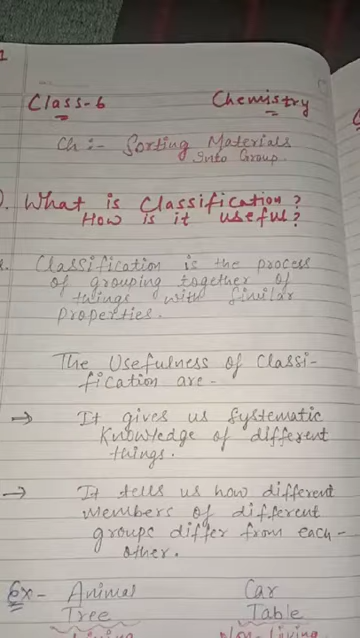 Class-6 Chemistry
Ch :- Sorting Materials
Into Group.
What is Classification?
How is it useful?
Classification is the process
of grouping together of
things with similar
properties.
The Usefulness of Classi-
fication are -
→ It gives us systematic
Knowledge of different
things.
→ It tells us how different
members of different
groups differ from each-
other.
Ex- Animal Car
Tree Table
Living Non-living